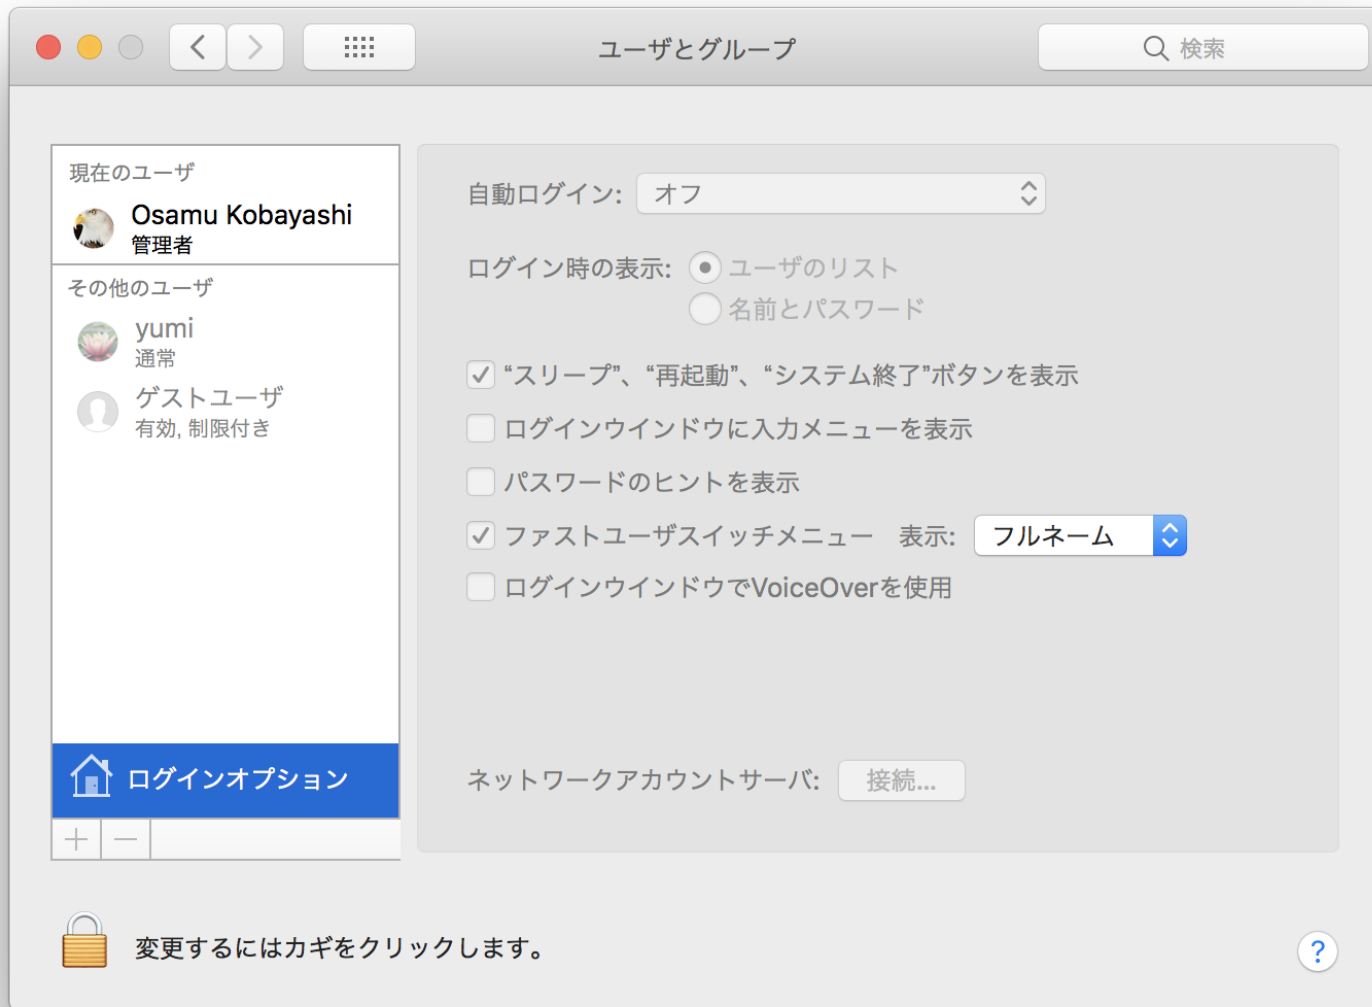 ユーザとグループ
検索
現在のユーザ
Osamu Kobayashi
管理者
その他のユーザ
yumi
通常
ゲストユーザ
有効, 制限付き
ログインオプション
自動ログイン: オフ
ログイン時の表示: ユーザのリスト
名前とパスワード
“スリープ”、“再起動”、“システム終了”ボタンを表示
ログインウインドウに入力メニューを表示
パスワードのヒントを表示
ファストユーザスイッチメニュー 表示: フルネーム
ログインウインドウでVoiceOverを使用
ネットワークアカウントサーバ: 接続...
変更するにはカギをクリックします。
?